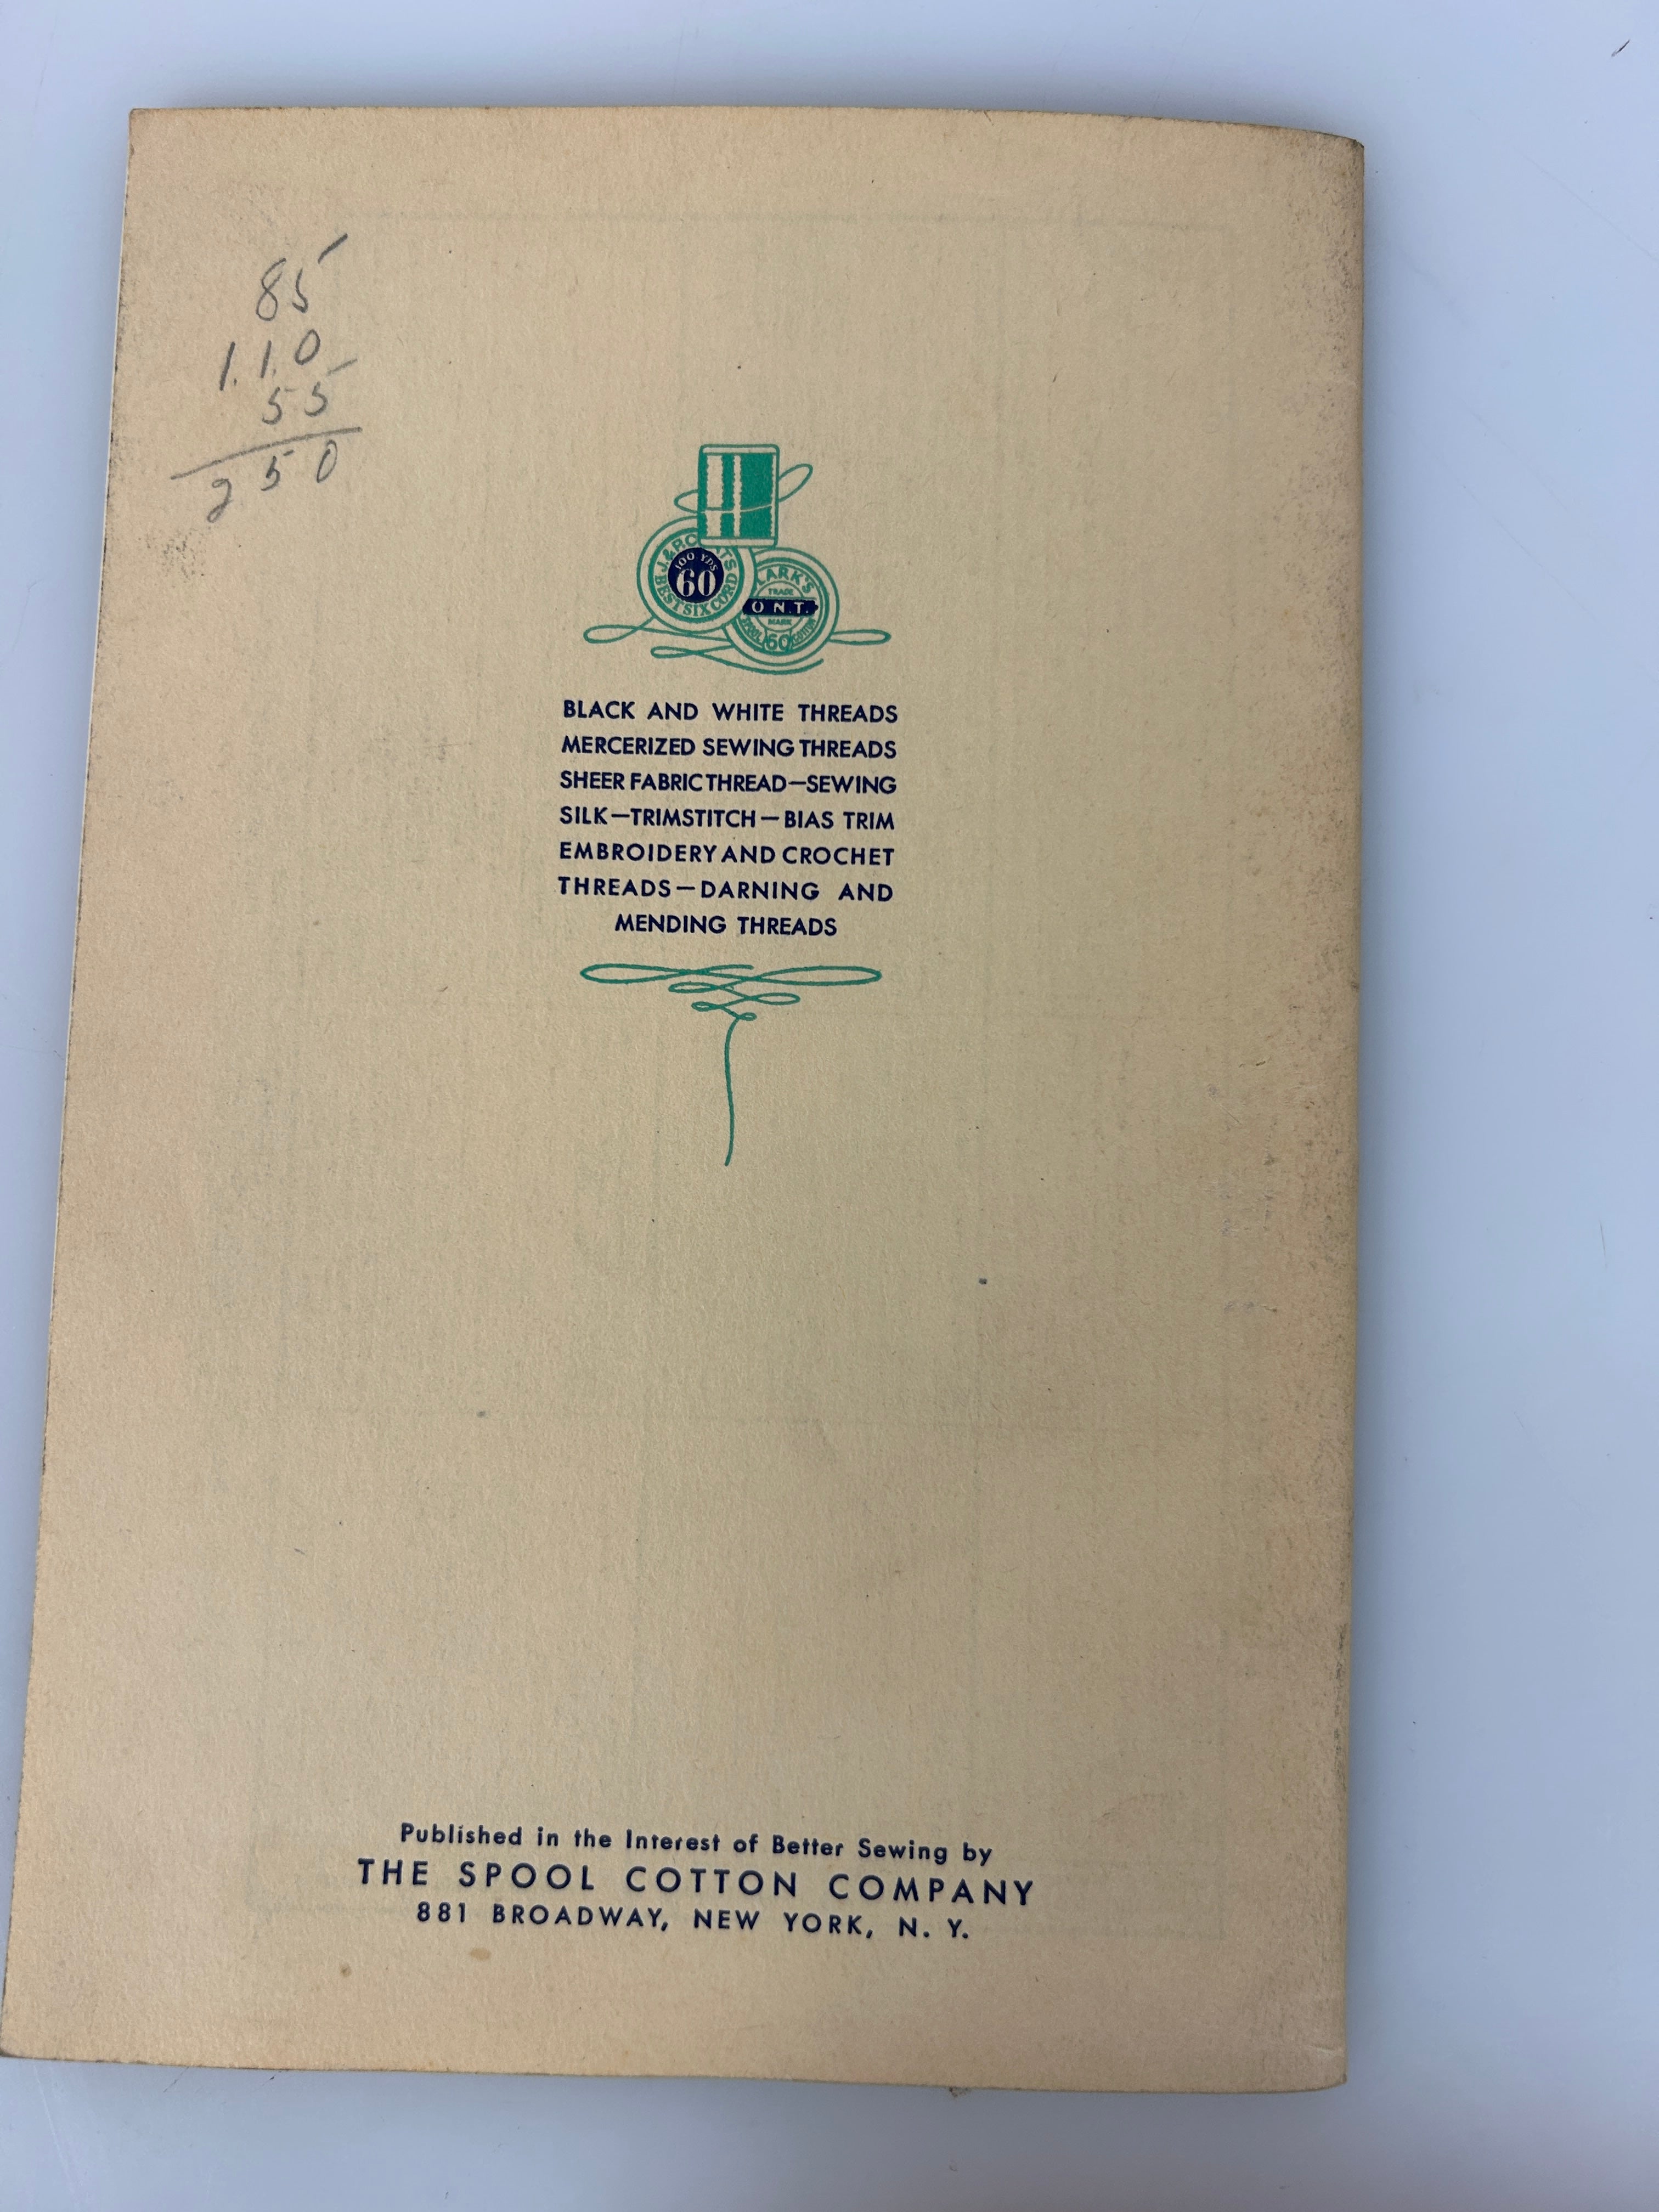 85
1.10
55
250
J.&P. COATS
100 YDS
60
BEST SIX CORD
CLARK'S
TRADE
O.N.T.
MARK
SPOOL 60 COTTON
BLACK AND WHITE THREADS
MERCERIZED SEWING THREADS
SHEER FABRIC THREAD—SEWING
SILK—TRIMSTITCH—BIAS TRIM
EMBROIDERY AND CROCHET
THREADS—DARNING AND
MENDING THREADS
Published in the Interest of Better Sewing by
THE SPOOL COTTON COMPANY
881 BROADWAY, NEW YORK, N. Y.